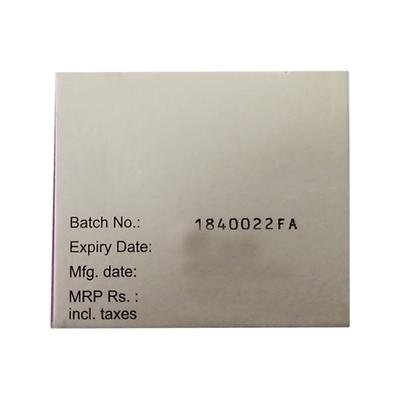 Batch No.: 1840022FA
Expiry Date:
Mfg. date:
MRP Rs. :
incl. taxes